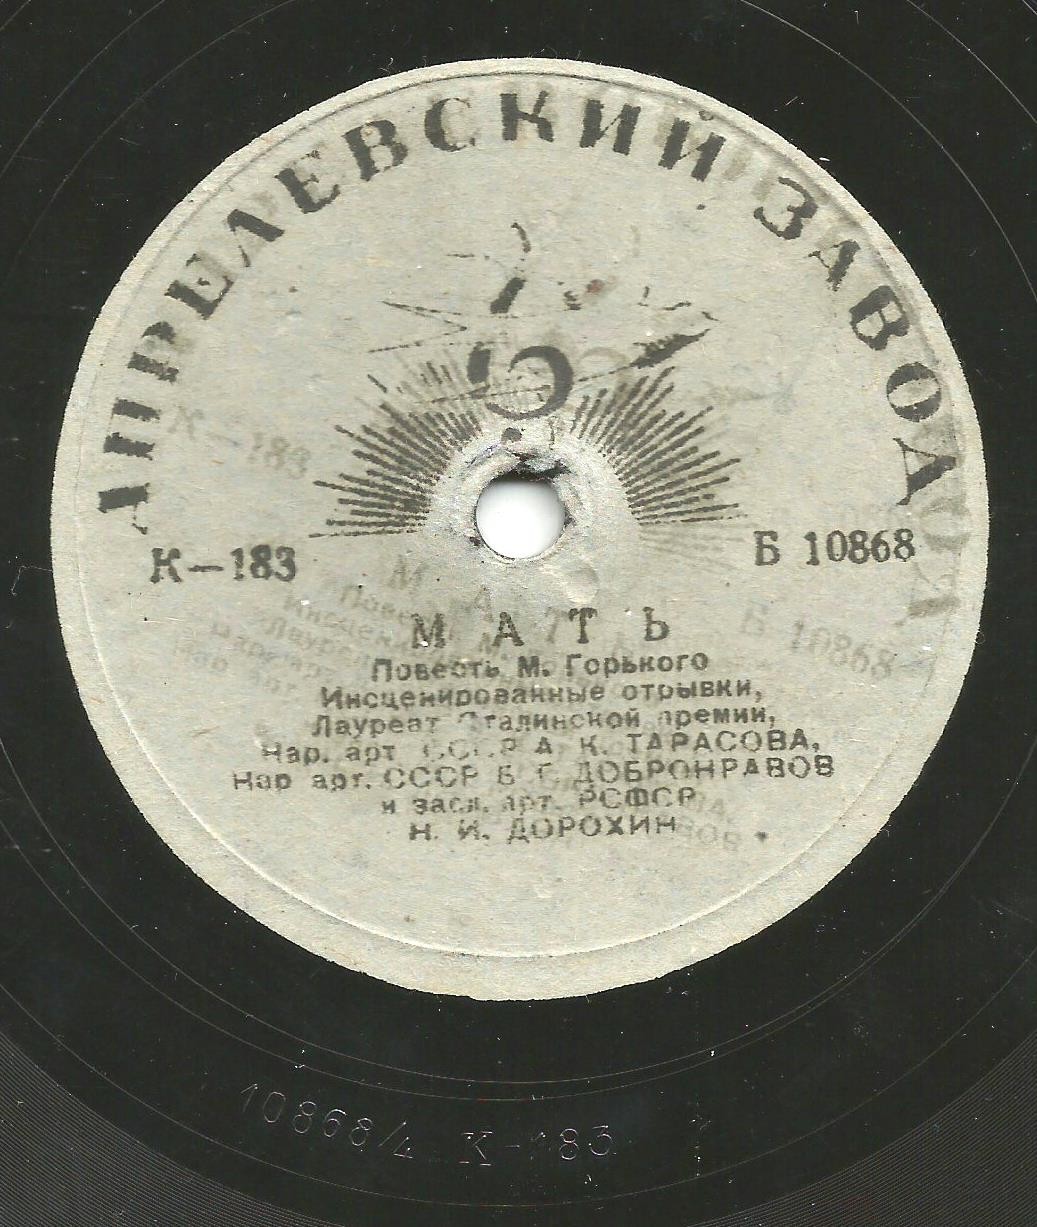 АПРЕЛЕВСКИЙ ЗАВОД
К—183
Б 10868
МАТЬ
Повесть М. Горького
Инсценированные отрывки,
Лауреат Сталинской премии,
Нар. арт СССР А. К. ТАРАСОВА,
Нар арт. СССР Б. Г. ДОБРОНРАВОВ
и засл. арт. РСФСР
Н. И. ДОРОХИН
10868/4 К-183